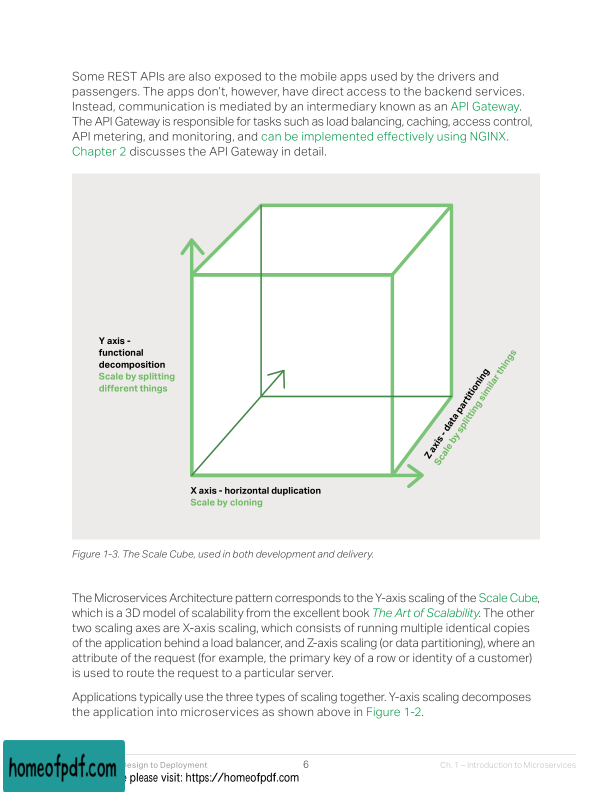 Some REST APIs are also exposed to the mobile apps used by the drivers and
passengers. The apps don't, however, have direct access to the backend services.
Instead, communication is mediated by an intermediary known as an API Gateway.
The API Gateway is responsible for tasks such as load balancing, caching, access control,
API metering, and monitoring, and can be implemented effectively using NGINX.
Chapter 2 discusses the API Gateway in detail.
Y axis -
functional
decomposition
Scale by splitting
different things
Z axis - data partitioning
Scale by splitting similar things
X axis - horizontal duplication
Scale by cloning
Figure 1-3. The Scale Cube, used in both development and delivery.
The Microservices Architecture pattern corresponds to the Y-axis scaling of the Scale Cube,
which is a 3D model of scalability from the excellent book The Art of Scalability. The other
two scaling axes are X-axis scaling, which consists of running multiple identical copies
of the application behind a load balancer, and Z-axis scaling (or data partitioning), where an
attribute of the request (for example, the primary key of a row or identity of a customer)
is used to route the request to a particular server.
Applications typically use the three types of scaling together. Y-axis scaling decomposes
the application into microservices as shown above in Figure 1-2.
homeofpdf.com
Design to Deployment
6
Ch. 1 – Introduction to Microservices
please visit: https://homeofpdf.com